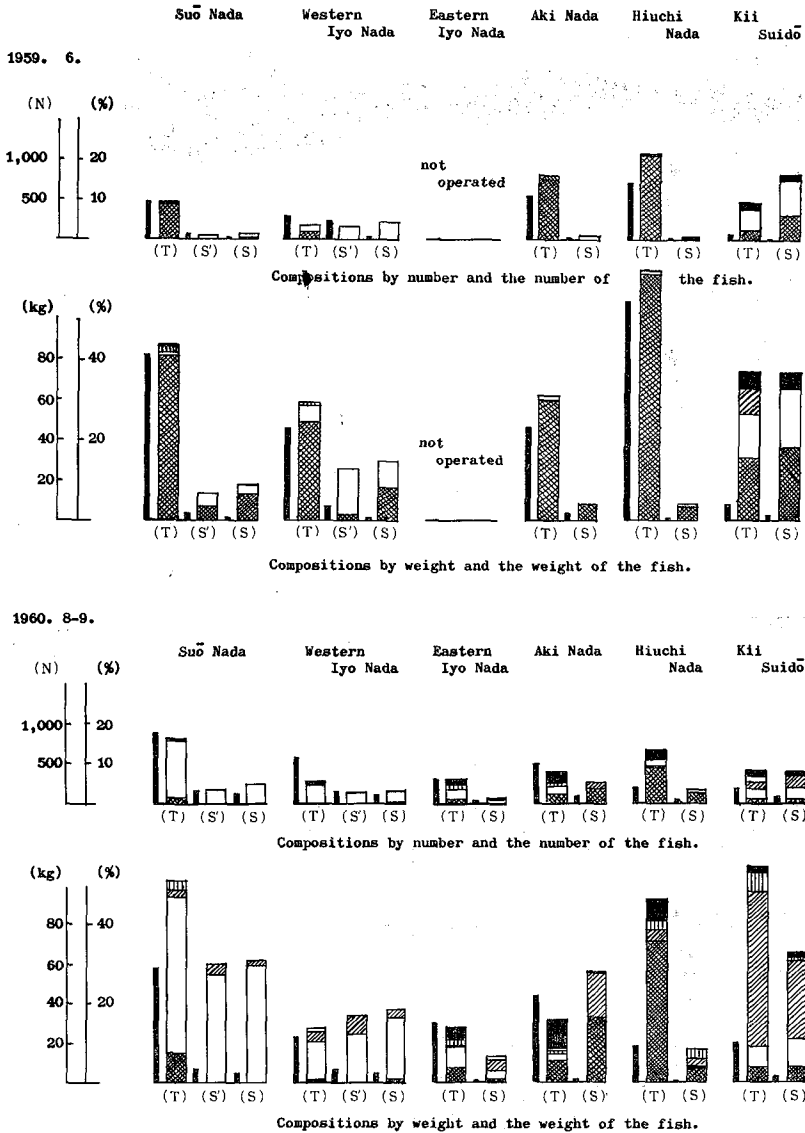 Suō Nada Western Iyo Nada Eastern Iyo Nada Aki Nada Hiuchi Nada Kii Suidō
1959. 6.
(N) (%)
1,000 20
500 10
not operated
(T) (S') (S) (T) (S') (S) (T) (S) (T) (S) (T) (S)
Compositions by number and the number of the fish.
(kg) (%)
80 40
60
40 20
20
not operated
(T) (S') (S) (T) (S') (S) (T) (S) (T) (S) (T) (S)
Compositions by weight and the weight of the fish.
1960. 8-9.
Suō Nada Western Iyo Nada Eastern Iyo Nada Aki Nada Hiuchi Nada Kii Suidō
(N) (%)
1,000 20
500 10
(T) (S') (S) (T) (S') (S) (T) (S) (T) (S) (T) (S) (T) (S)
Compositions by number and the number of the fish.
(kg) (%)
80 40
60
40 20
20
(T) (S') (S) (T) (S') (S) (T) (S) (T) (S) (T) (S) (T) (S)
Compositions by weight and the weight of the fish.